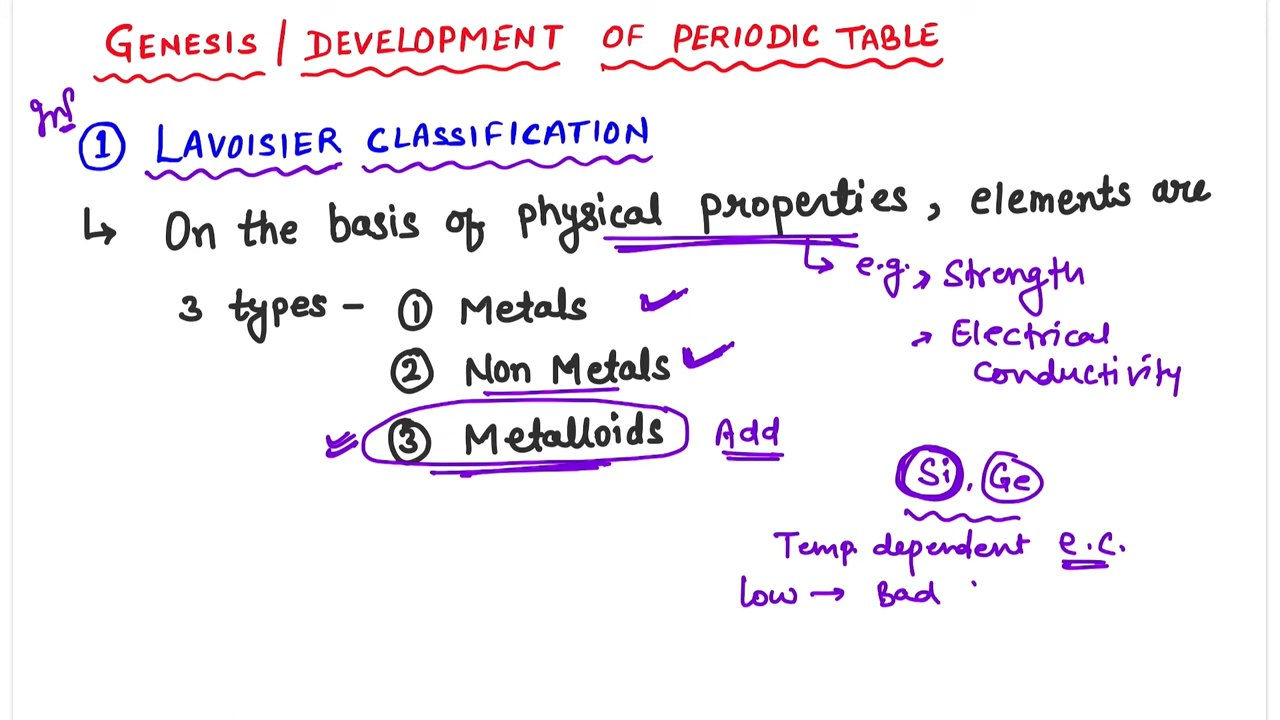 GENESIS / DEVELOPMENT OF PERIODIC TABLE
① LAVOISIER CLASSIFICATION
↳ On the basis of physical properties, elements are
↳ e.g. → Strength
3 types - ① Metals ✓
→ Electrical
conductivity
② Non Metals ✓
③ Metalloids Add
Si, Ge
Temp. dependent e.c.
low → Bad